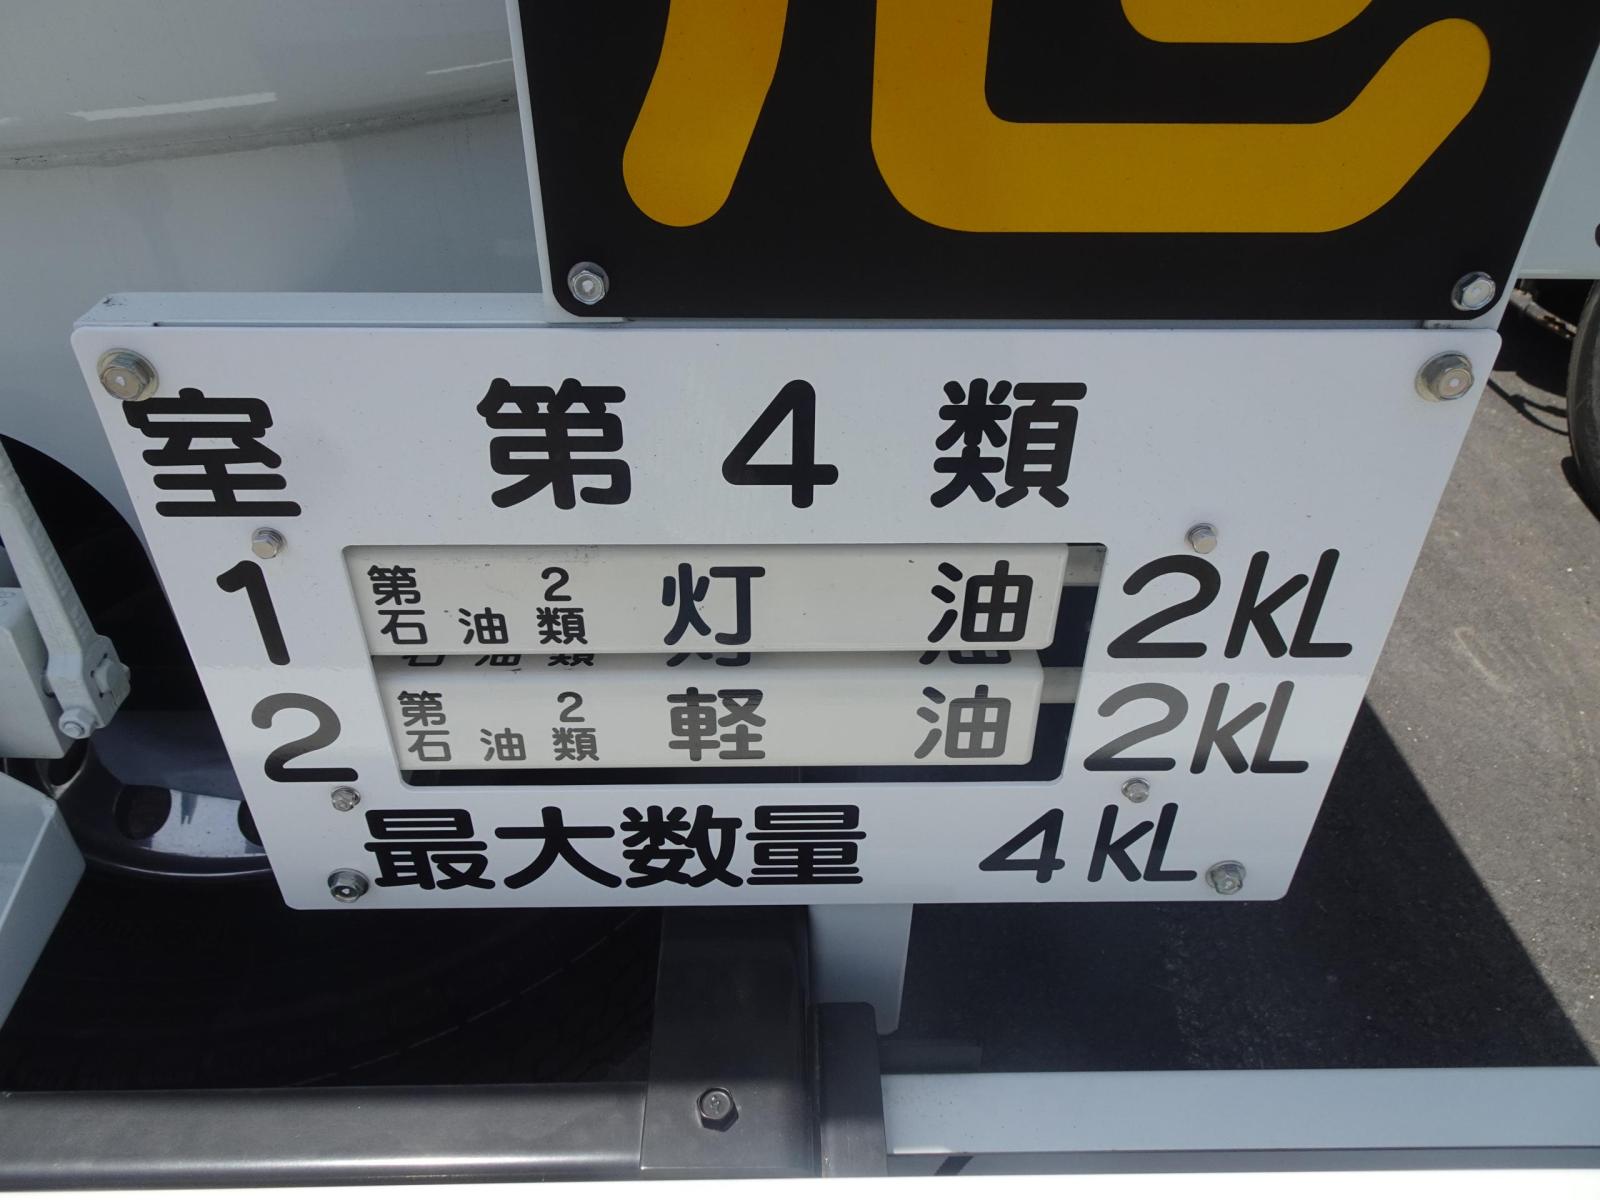 危
室 第4類
1 第2石油類 灯油 2kL
2 第2石油類 軽油 2kL
最大数量 4kL